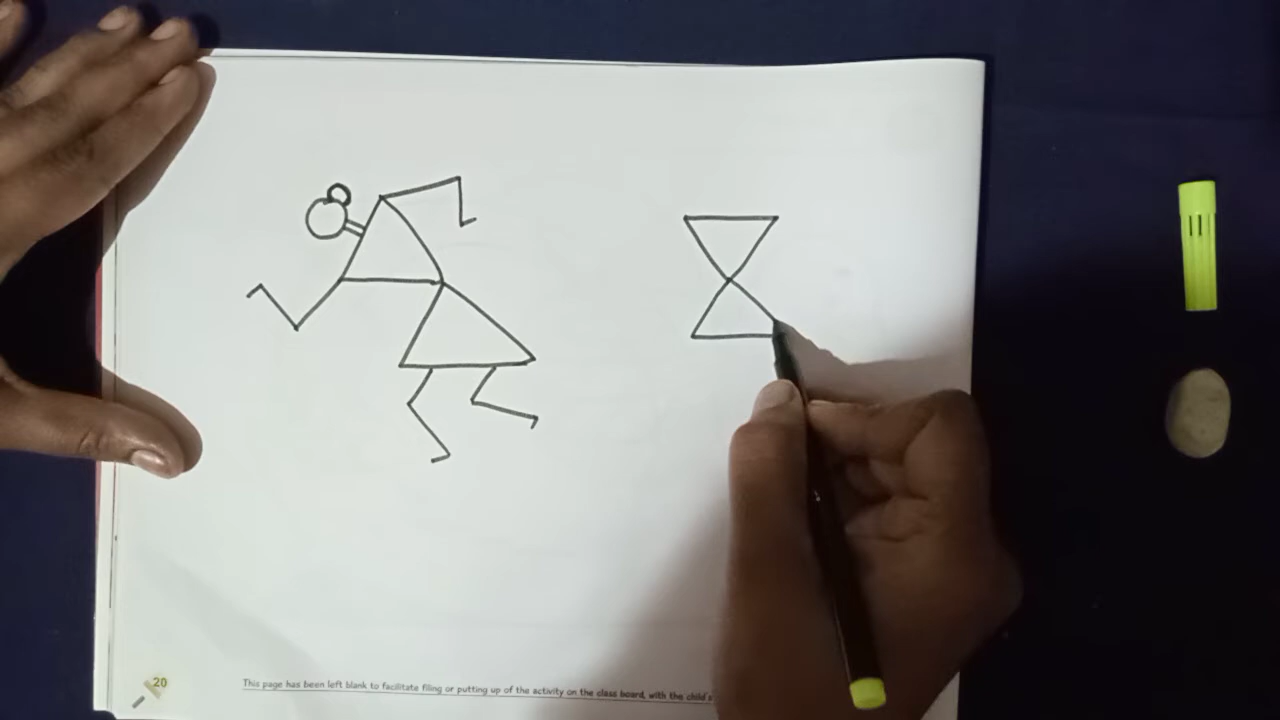 20
This page has been left blank to facilitate filing or putting up of the activity on the class board, with the child's